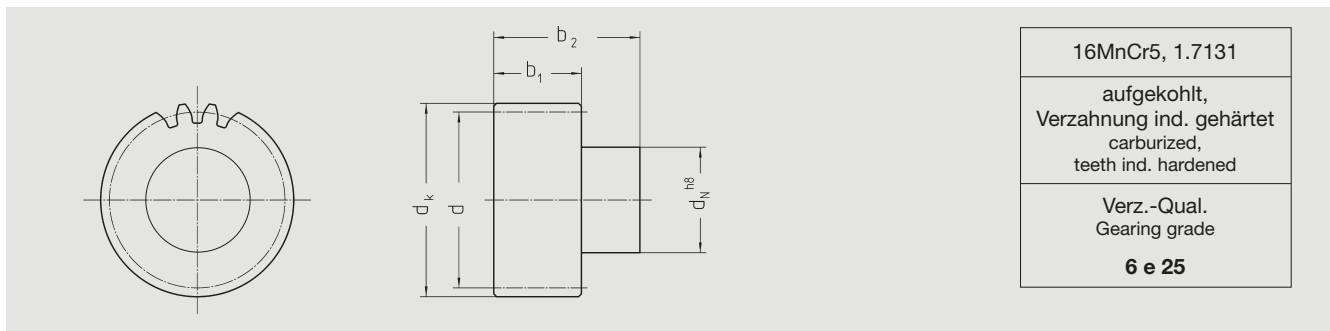 b₂
b₁
dₖ
d
d_N h8
16MnCr5, 1.7131
aufgekohlt,
Verzahnung ind. gehärtet
carburized,
teeth ind. hardened
Verz.-Qual.
Gearing grade
6 e 25